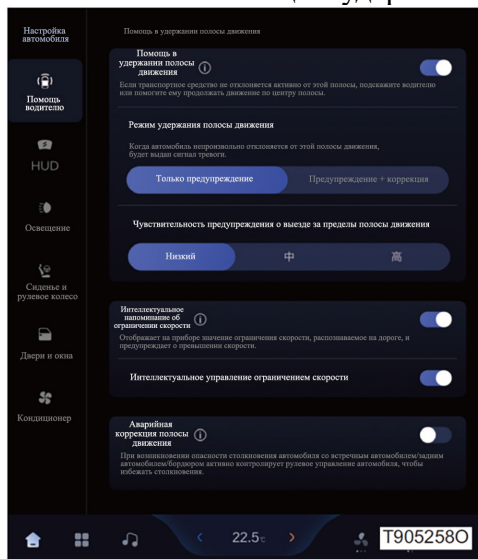 Настройка
автомобиля
Помощь в удержании полосы движения
Помощь в
удержании полосы
движения
Если транспортное средство не отклоняется активно от этой полосы, подскажите водителю
или помогите ему продолжать движение по центру полосы.
Помощь
водителю
Режим удержания полосы движения
Когда автомобиль непроизвольно отклоняется от этой полосы движения,
будет выдан сигнал тревоги.
HUD
Только предупреждение
Предупреждение + коррекция
Освещение
Чувствительность предупреждения о выезде за пределы полосы движения
Низкий
中
高
Сиденье и
рулевое колесо
Интеллектуальное
напоминание об
ограничении скорости
Отображает на приборе значение ограничения скорости, распознаваемое на дороге, и
предупреждает о превышении скорости.
Двери и окна
Интеллектуальное управление ограничением скорости
Кондиционер
Аварийная
коррекция полосы
движения
При возникновении опасности столкновения автомобиля со встречным автомобилем/задним
автомобилем/бордюром активно контролирует рулевое управление автомобиля, чтобы
избежать столкновения.
22.5°c
T905258O